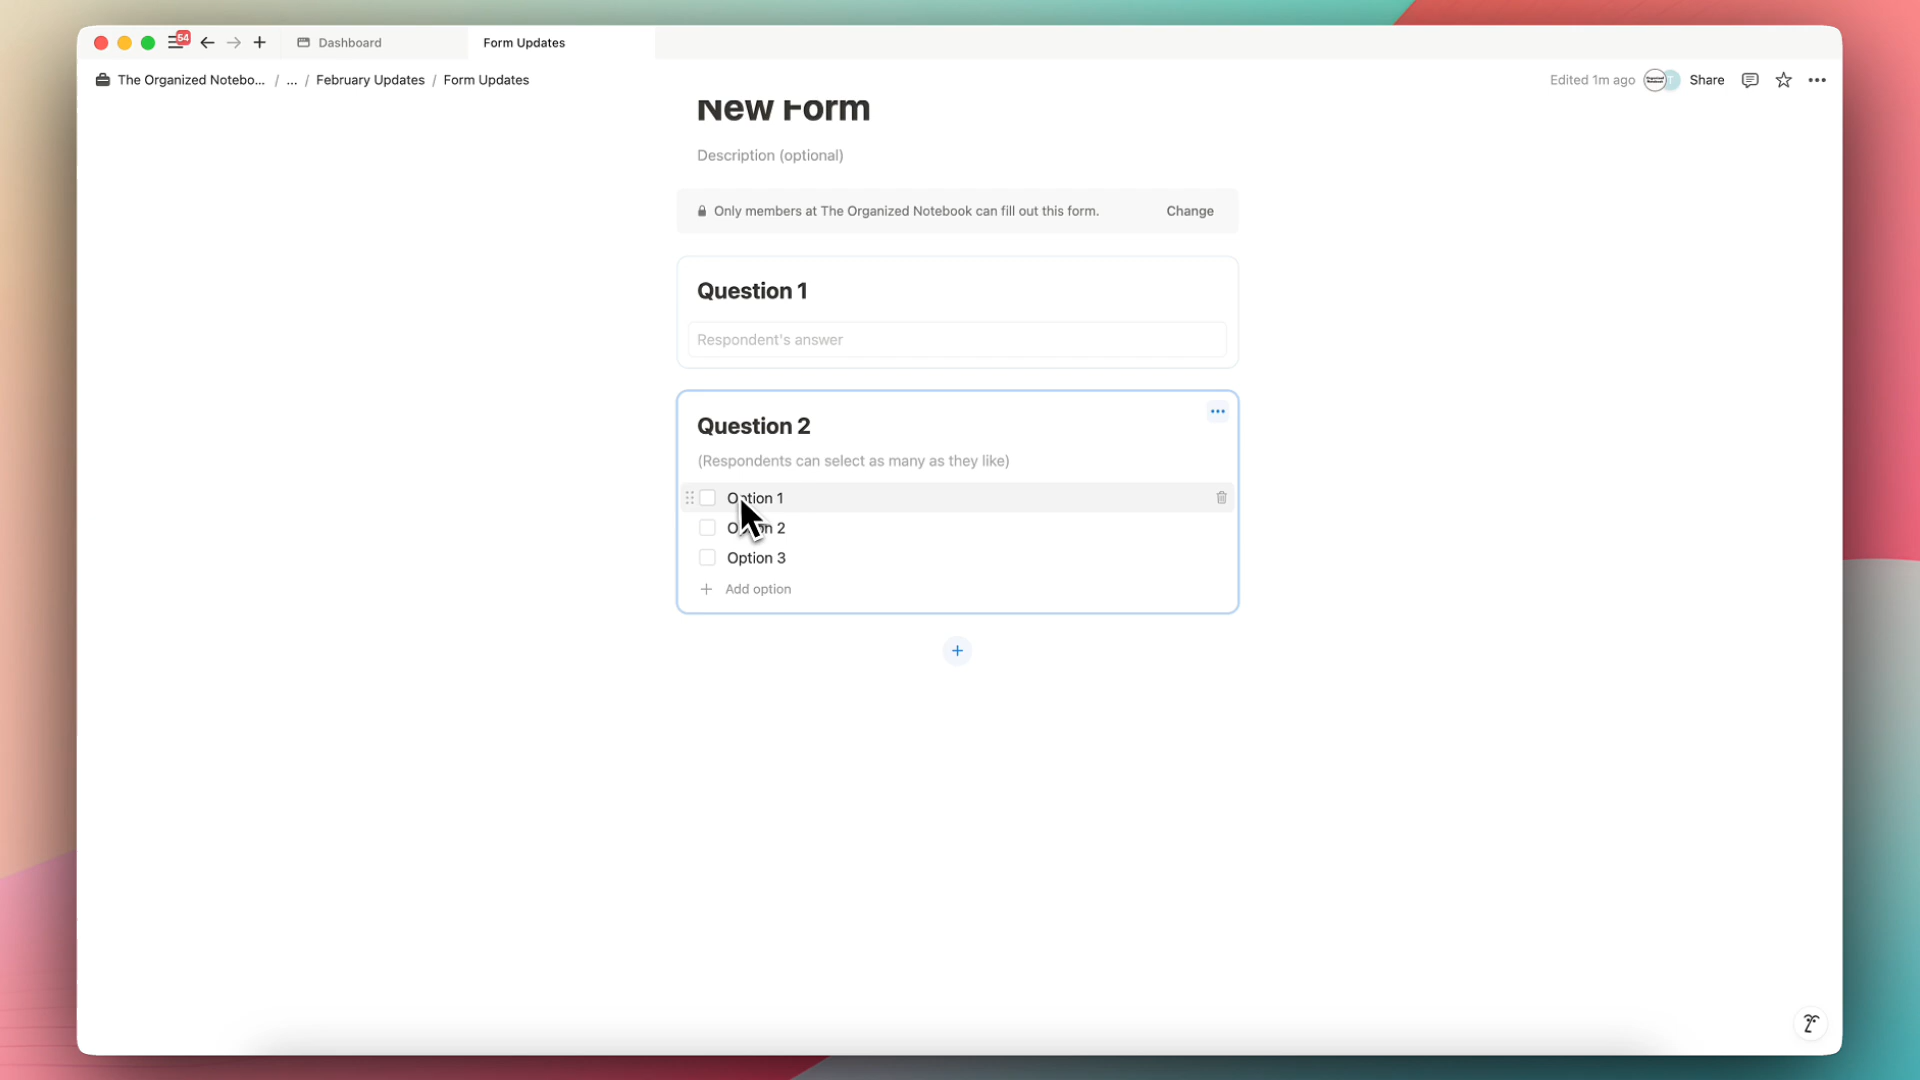 54
Dashboard
Form Updates
The Organized Notebo... / ... / February Updates / Form Updates
Edited 1m ago
Share
New Form
Description (optional)
Only members at The Organized Notebook can fill out this form.
Change
Question 1
Respondent's answer
Question 2
(Respondents can select as many as they like)
Option 1
Option 2
Option 3
+ Add option